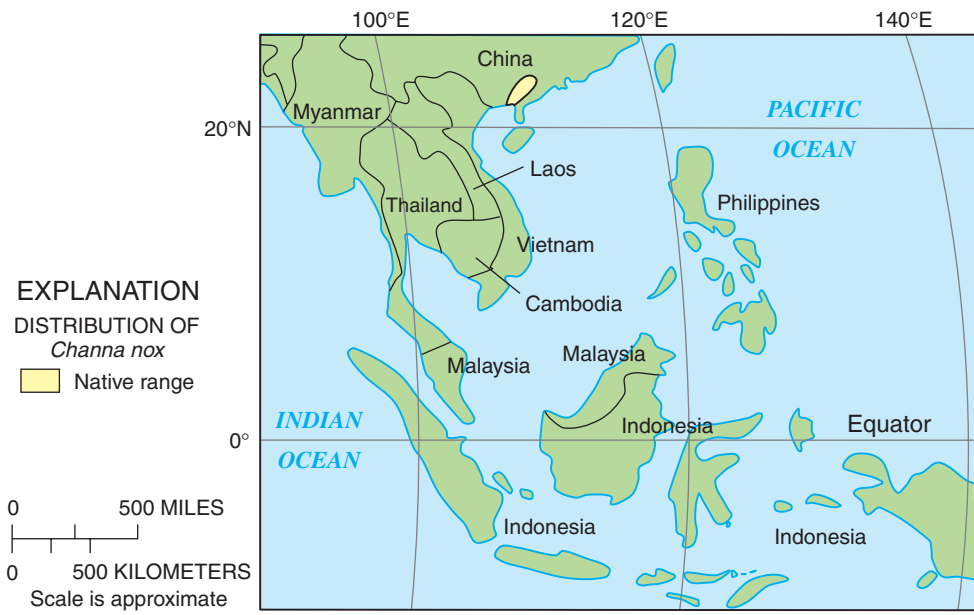 100°E
120°E
140°E
China
Myanmar
PACIFIC
20°N
OCEAN
Laos
Thailand
Philippines
Vietnam
EXPLANATION
Cambodia
DISTRIBUTION OF
Channa nox
Malaysia
Malaysia
Native range
INDIAN
Indonesia
Equator
0°
OCEAN
0 500 MILES
Indonesia
Indonesia
0 500 KILOMETERS
Scale is approximate